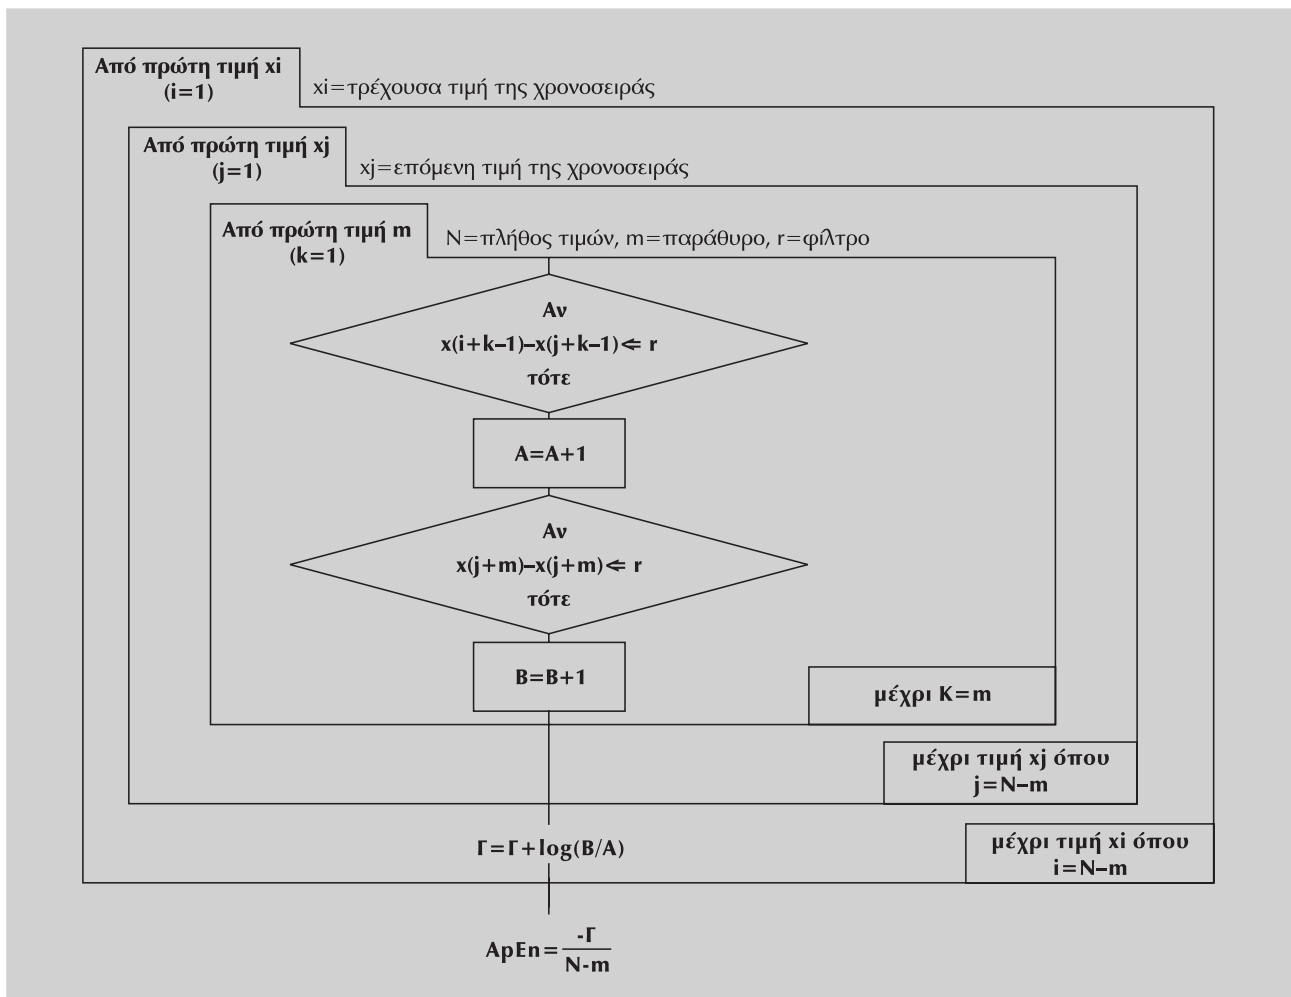 Από πρώτη τιμή xi
(i=1)
xi=τρέχουσα τιμή της χρονοσειράς
Από πρώτη τιμή xj
(j=1)
xj=επόμενη τιμή της χρονοσειράς
Από πρώτη τιμή m
(k=1)
N=πλήθος τιμών, m=παράθυρο, r=φίλτρο
Αν
x(i+k–1)–x(j+k–1)⩽ r
τότε
A=A+1
Αν
x(j+m)–x(j+m)⩽ r
τότε
B=B+1
μέχρι K=m
μέχρι τιμή xj όπου
j=N–m
Γ=Γ+log(B/A)
μέχρι τιμή xi όπου
i=N–m
ApEn=
-Γ
N-m